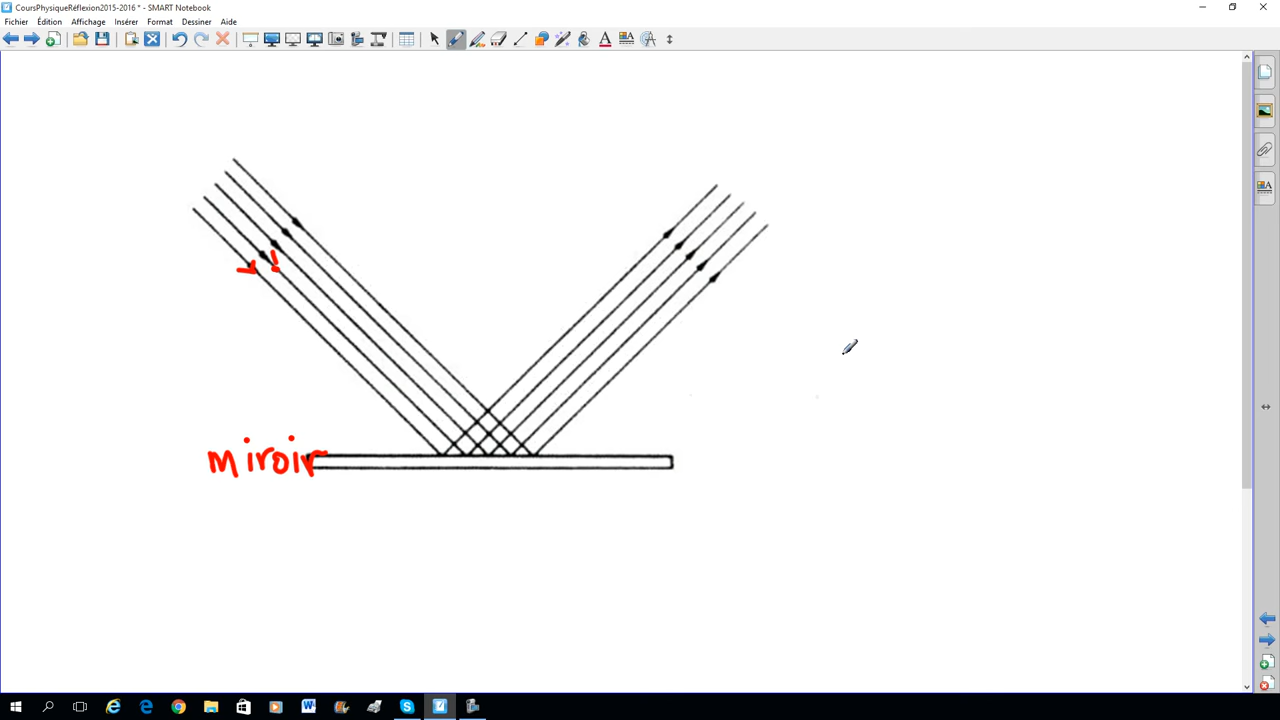 CoursPhysiqueRéflexion2015-2016 * - SMART Notebook
Fichier Édition Affichage Insérer Format Dessiner Aide
miroir